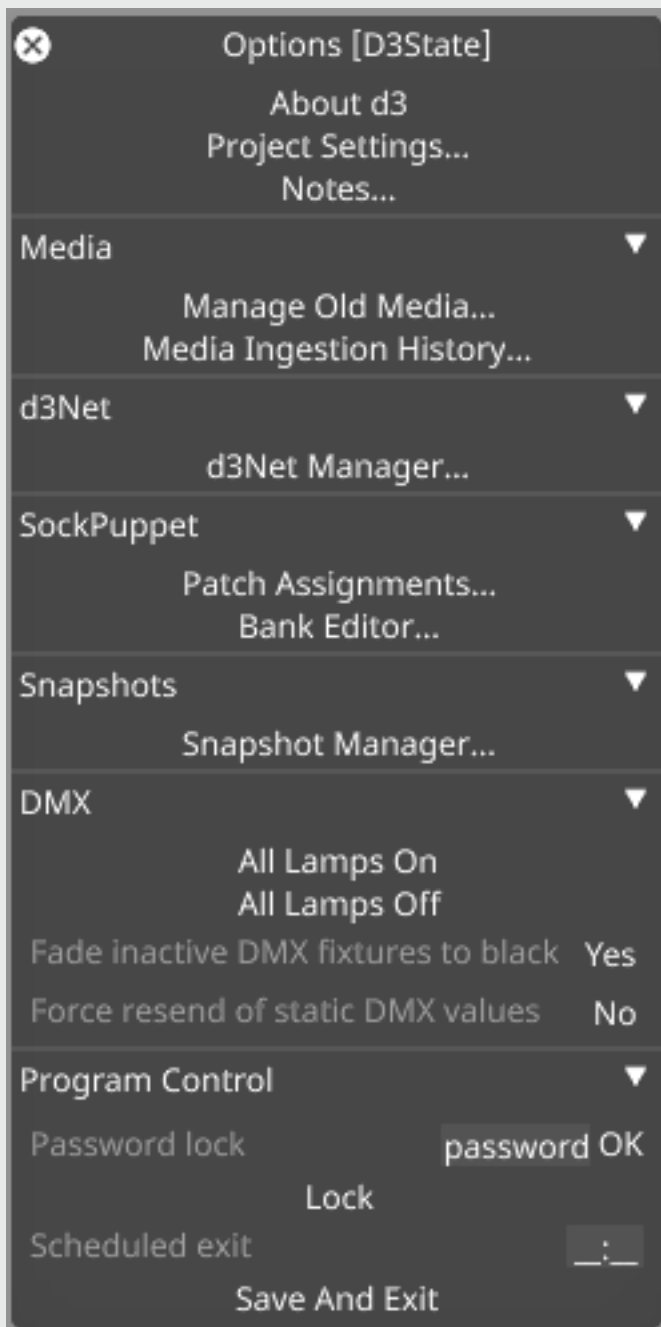 Options [D3State]
About d3
Project Settings...
Notes...
Media
Manage Old Media...
Media Ingestion History...
d3Net
d3Net Manager...
SockPuppet
Patch Assignments...
Bank Editor...
Snapshots
Snapshot Manager...
DMX
All Lamps On
All Lamps Off
Fade inactive DMX fixtures to black Yes
Force resend of static DMX values No
Program Control
Password lock password OK
Lock
Scheduled exit __:__
Save And Exit